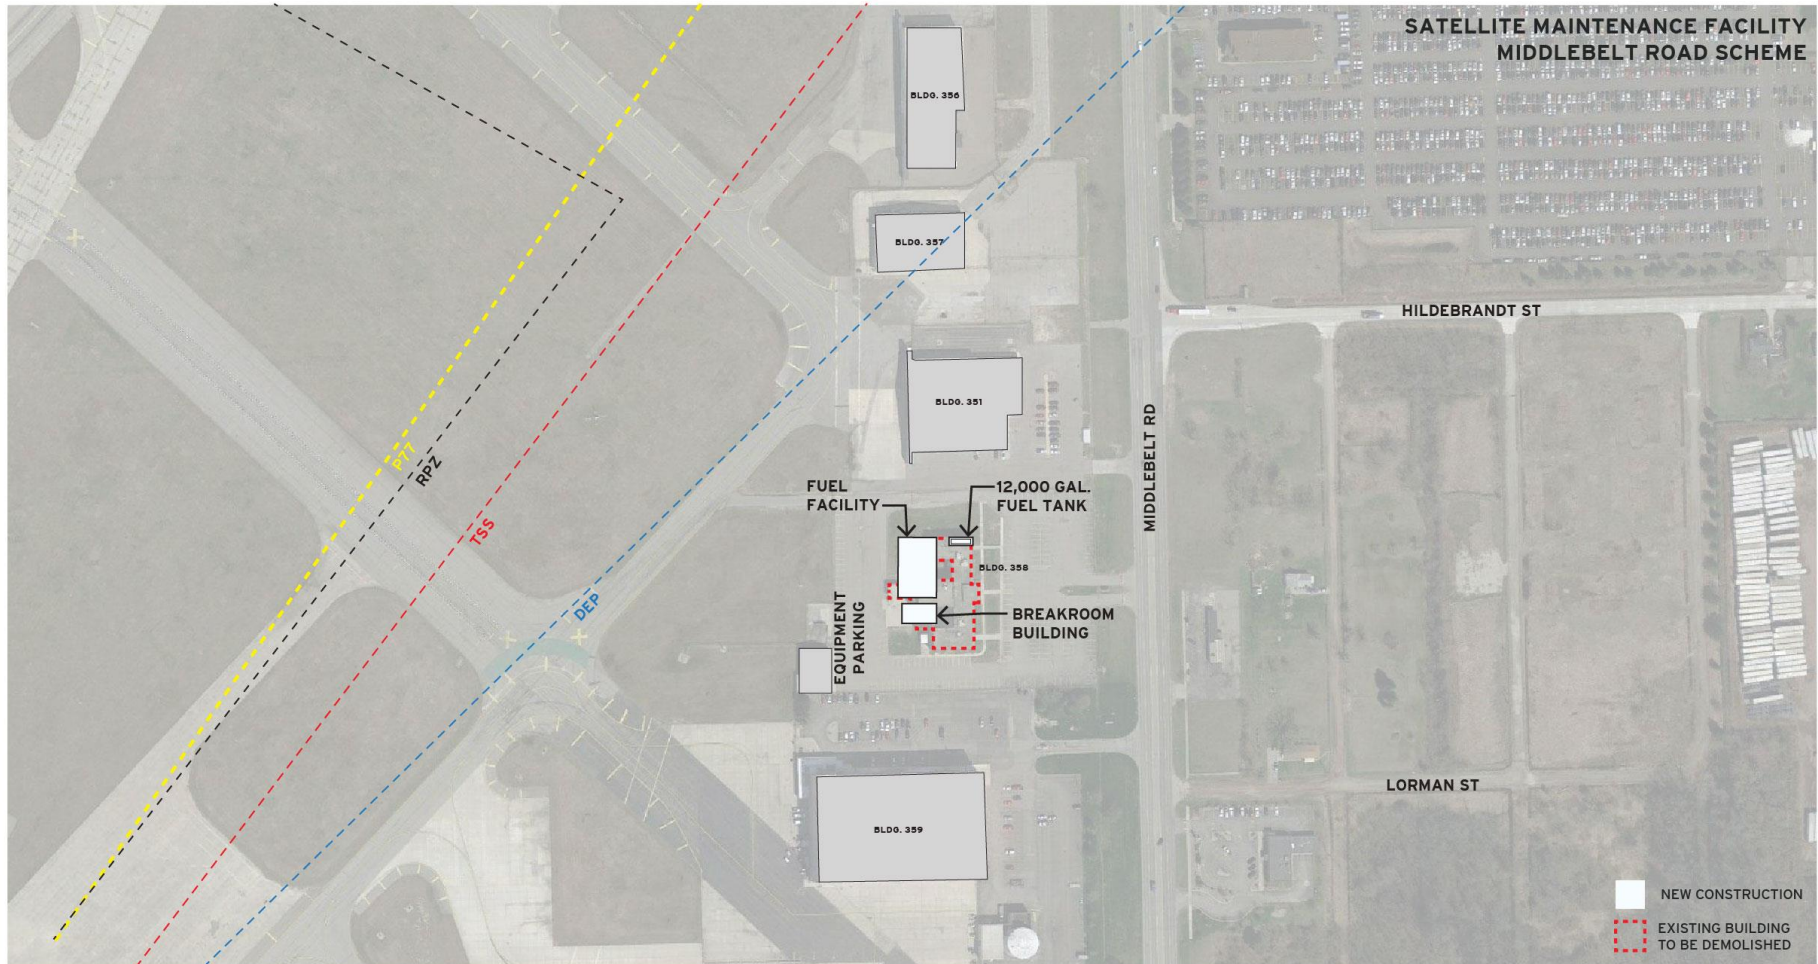 SATELLITE MAINTENANCE FACILITY
MIDDLEBELT ROAD SCHEME
BLDG. 356
BLDG. 357
HILDEBRANDT ST
BLDG. 351
MIDDLEBELT RD
P77
RPZ
TSS
DEP
FUEL
FACILITY
12,000 GAL.
FUEL TANK
BLDG. 358
BREAKROOM
BUILDING
EQUIPMENT
PARKING
LORMAN ST
BLDG. 359
NEW CONSTRUCTION
EXISTING BUILDING
TO BE DEMOLISHED